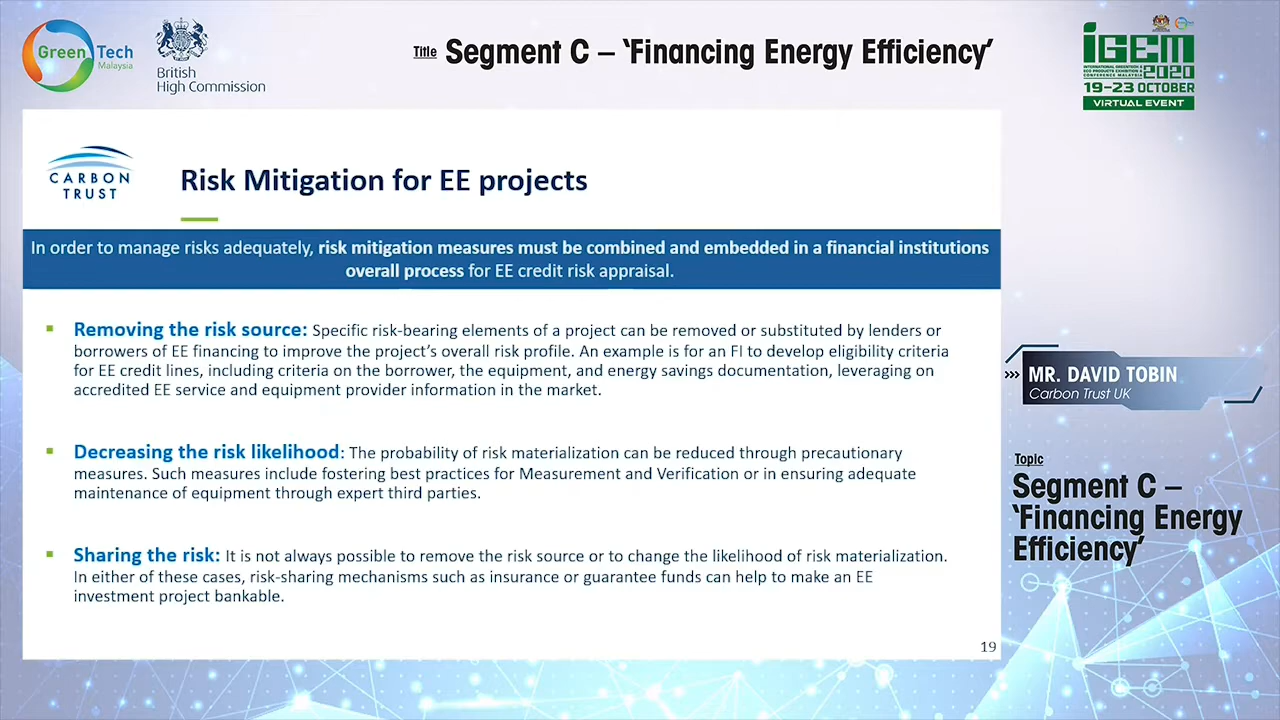 GreenTech
Malaysia
British
High Commission
Title Segment C – ‘Financing Energy Efficiency’
iGEM
INTERNATIONAL GREENTECH &
ECO PRODUCTS EXHIBITION &
CONFERENCE MALAYSIA
2020
19–23 OCTOBER
VIRTUAL EVENT
CARBON
TRUST
Risk Mitigation for EE projects
In order to manage risks adequately, risk mitigation measures must be combined and embedded in a financial institutions
overall process for EE credit risk appraisal.
▪ Removing the risk source: Specific risk-bearing elements of a project can be removed or substituted by lenders or
borrowers of EE financing to improve the project’s overall risk profile. An example is for an FI to develop eligibility criteria
for EE credit lines, including criteria on the borrower, the equipment, and energy savings documentation, leveraging on
accredited EE service and equipment provider information in the market.
▪ Decreasing the risk likelihood: The probability of risk materialization can be reduced through precautionary
measures. Such measures include fostering best practices for Measurement and Verification or in ensuring adequate
maintenance of equipment through expert third parties.
▪ Sharing the risk: It is not always possible to remove the risk source or to change the likelihood of risk materialization.
In either of these cases, risk-sharing mechanisms such as insurance or guarantee funds can help to make an EE
investment project bankable.
19
MR. DAVID TOBIN
Carbon Trust UK
Topic
Segment C –
‘Financing Energy
Efficiency’